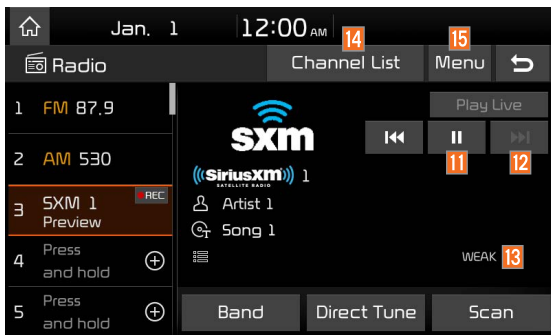 Jan. 1 12:00 AM
14 15
Radio Channel List Menu
1 FM 87.9
Play Live
sxm
11 12
2 AM 530
((SiriusXM)) 1
SATELLITE RADIO
3 SXM 1 REC
Preview
Artist 1
Song 1
4 Press
and hold
WEAK 13
5 Press
and hold
Band Direct Tune Scan